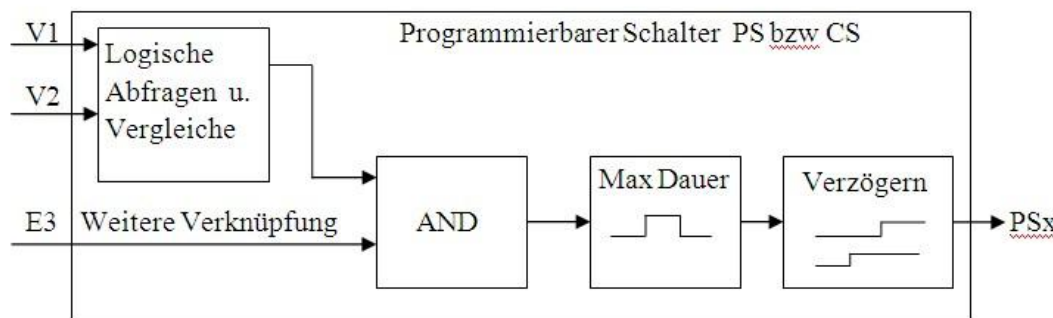 Programmierbarer Schalter PS bzw CS
V1
V2
Logische
Abfragen u.
Vergleiche
E3 Weitere Verknüpfung
AND
Max Dauer
Verzögern
PSx